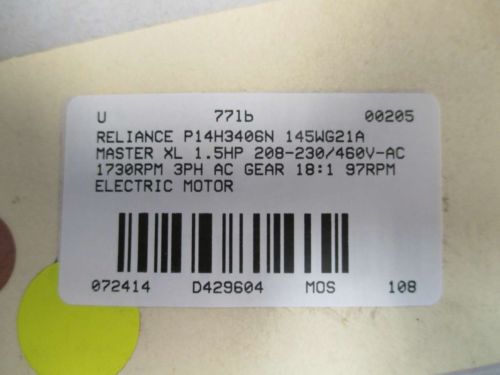 U 77lb 00205
RELIANCE P14H3406N 145WG21A
MASTER XL 1.5HP 208-230/460V-AC
1730RPM 3PH AC GEAR 18:1 97RPM
ELECTRIC MOTOR
072414 D429604 MOS 108